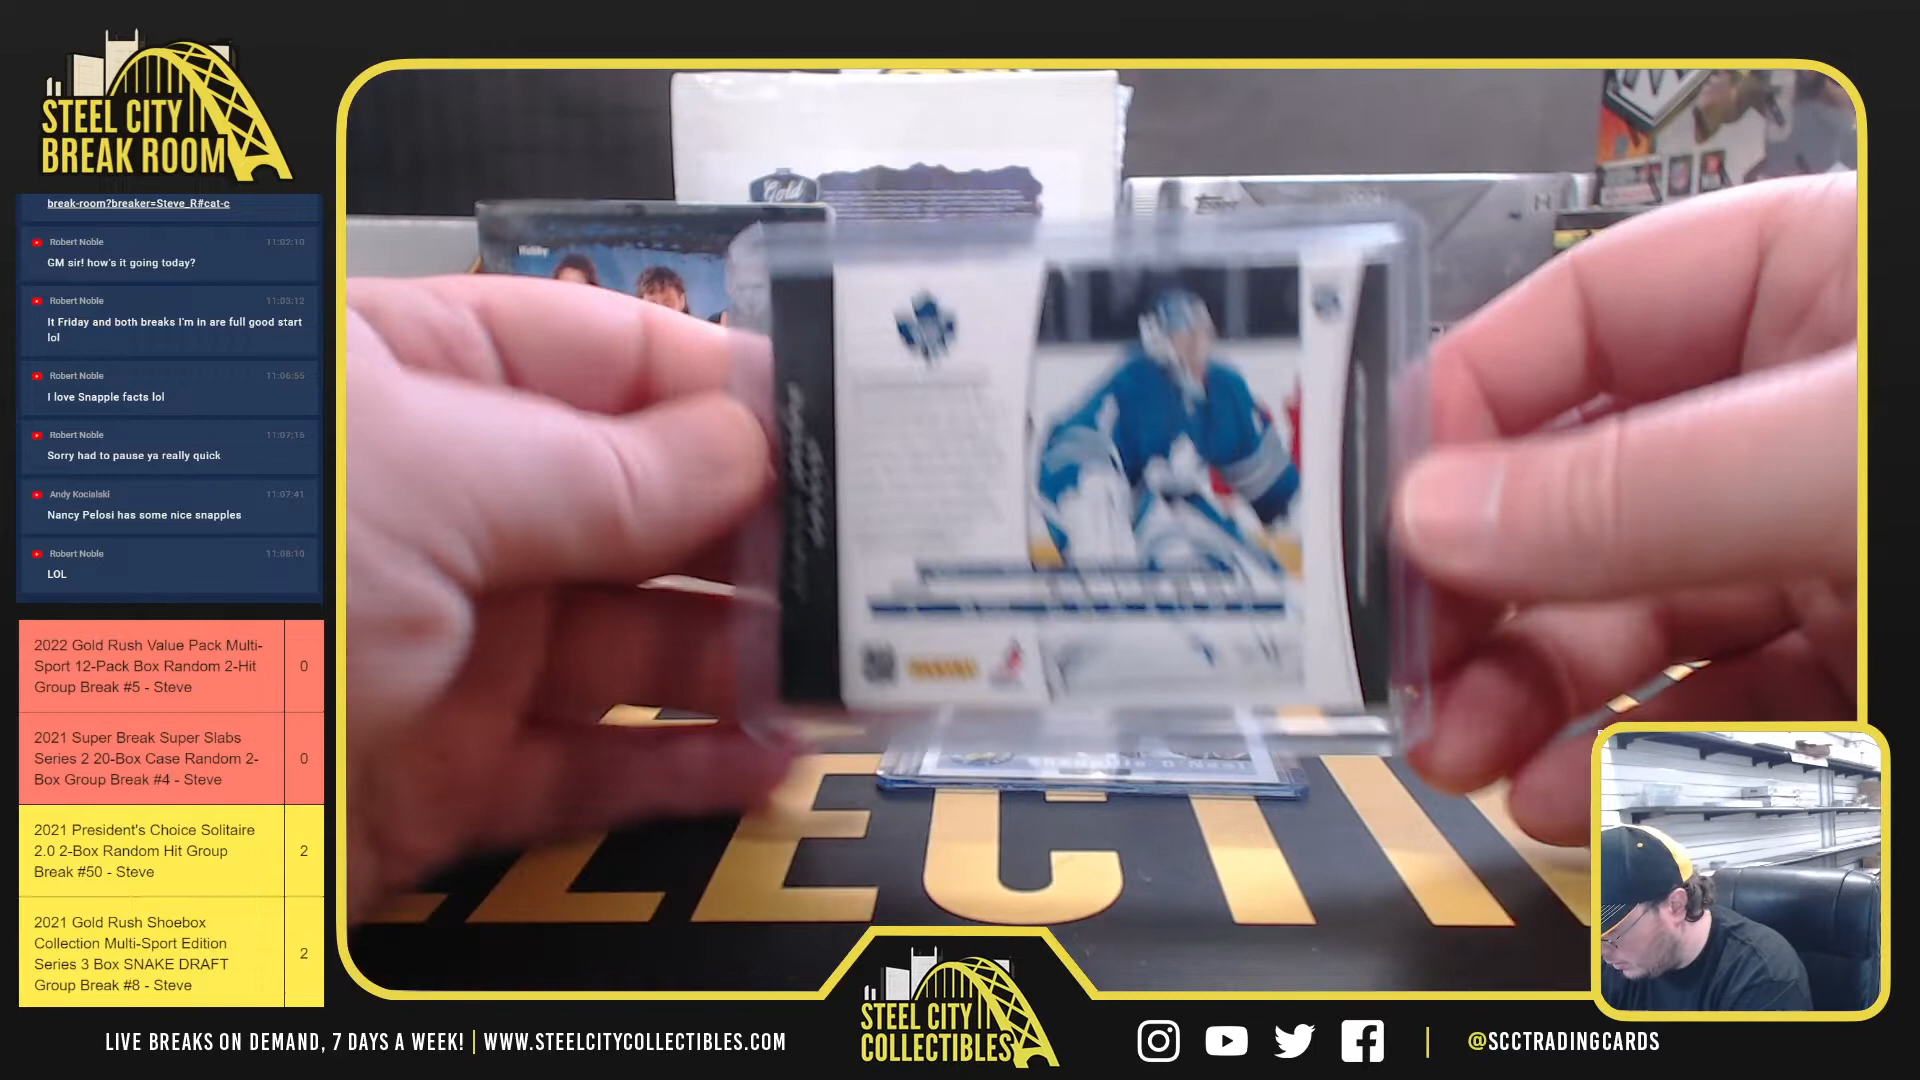 STEEL CITY
BREAK ROOM
break-room?breaker=Steve_R#cat-c
Robert Noble 11:02:10
GM sir! how's it going today?
Robert Noble 11:03:12
It Friday and both breaks I'm in are full good start
lol
Robert Noble 11:06:55
I love Snapple facts lol
Robert Noble 11:07:16
Sorry had to pause ya really quick
Andy Kocialski 11:07:41
Nancy Pelosi has some nice snapples
Robert Noble 11:08:10
LOL
2022 Gold Rush Value Pack Multi-
Sport 12-Pack Box Random 2-Hit 0
Group Break #5 - Steve
2021 Super Break Super Slabs
Series 2 20-Box Case Random 2- 0
Box Group Break #4 - Steve
2021 President's Choice Solitaire
2.0 2-Box Random Hit Group 2
Break #50 - Steve
2021 Gold Rush Shoebox
Collection Multi-Sport Edition 2
Series 3 Box SNAKE DRAFT
Group Break #8 - Steve
Gold
PANINI
LECTI
STEEL CITY
COLLECTIBLES
LIVE BREAKS ON DEMAND, 7 DAYS A WEEK! | WWW.STEELCITYCOLLECTIBLES.COM
| @SCCTRADINGCARDS